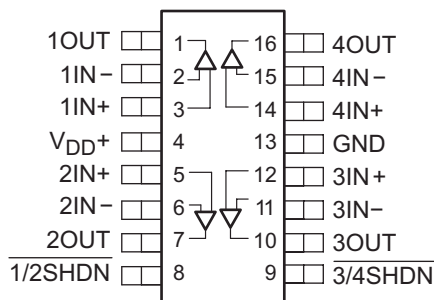 1OUT 1 16 4OUT
1IN− 2 15 4IN−
1IN+ 3 14 4IN+
VDD+ 4 13 GND
2IN+ 5 12 3IN+
2IN− 6 11 3IN−
2OUT 7 10 3OUT
1/2SHDN 8 9 3/4SHDN